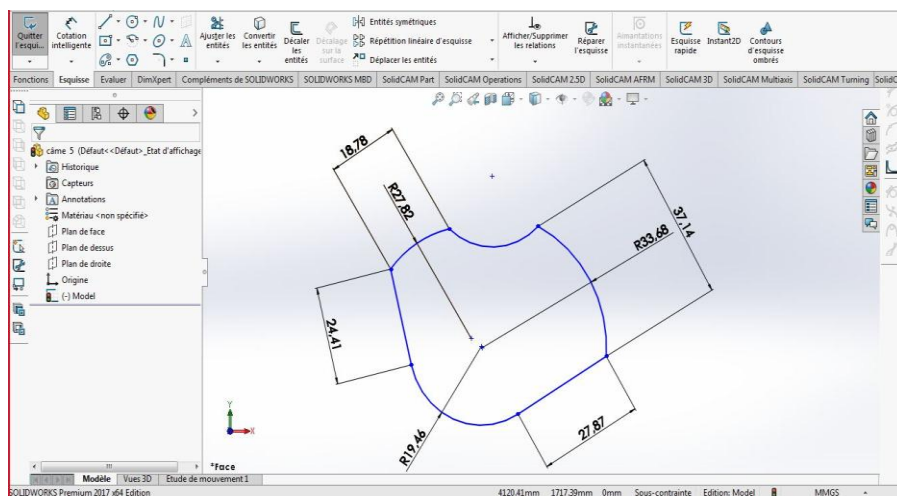 Quitter l'esqui...
Cotation intelligente
Ajuster les entités
Convertir les entités
Décaler les entités
Décalage sur la surface
Entités symétriques
Répétition linéaire d'esquisse
Déplacer les entités
Afficher/Supprimer les relations
Réparer l'esquisse
Aimantations instantanées
Esquisse rapide
Instant2D
Contours d'esquisse ombrés
Fonctions Esquisse Evaluer DimXpert Compléments de SOLIDWORKS SOLIDWORKS MBD SolidCAM Part SolidCAM Operations SolidCAM 2.5D SolidCAM AFRM SolidCAM 3D SolidCAM Multiaxis SolidCAM Turning SolidC
câme 5 (Défaut<<Défaut>_Etat d'affichage
Historique
Capteurs
Annotations
Matériau <non spécifié>
Plan de face
Plan de dessus
Plan de droite
Origine
(-) Model
18,78
R27,82
37,14
R33,68
24,41
R19,46
27,87
Y
X
*Face
Modèle Vues 3D Etude de mouvement 1
SOLIDWORKS Premium 2017 x64 Edition 4120.41mm 1717.39mm 0mm Sous-contrainte Edition: Model MMGS